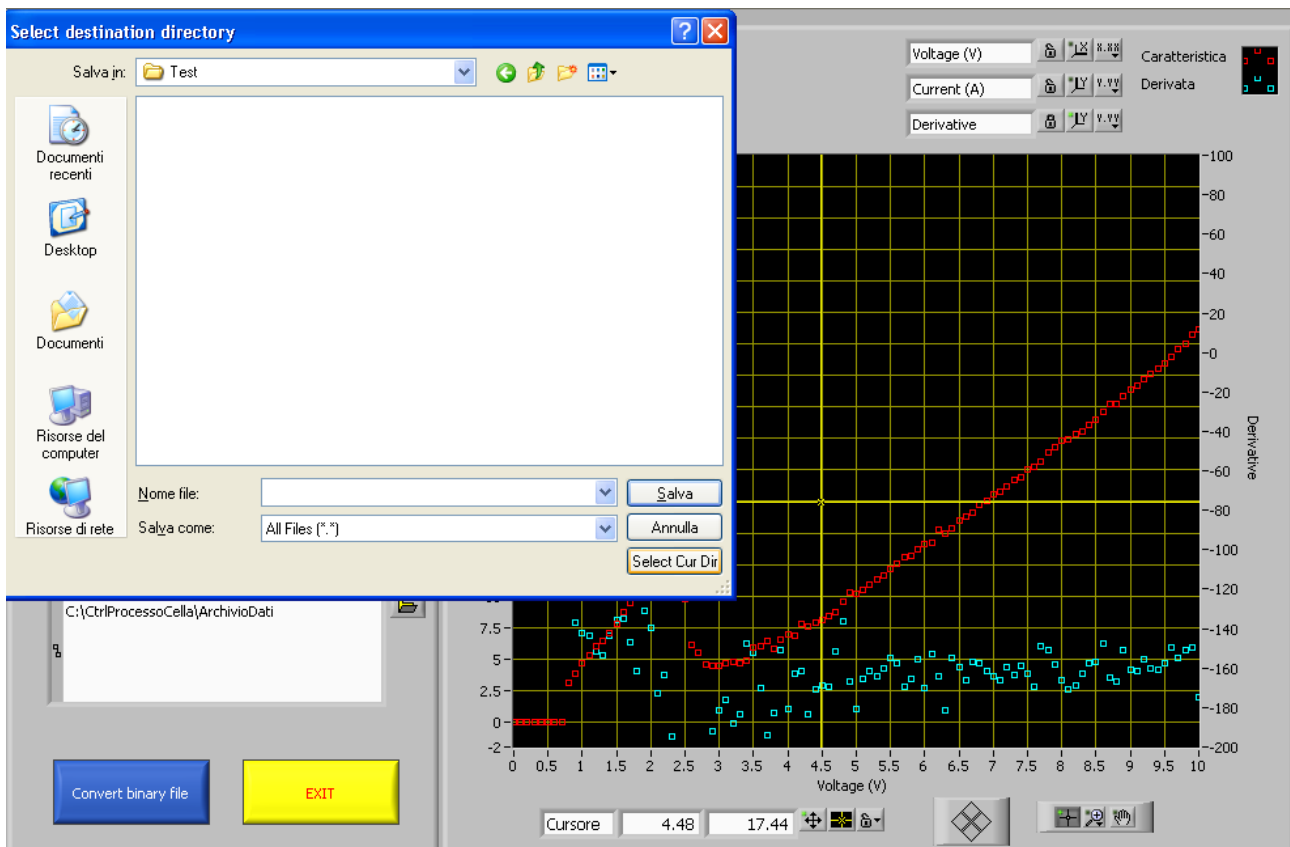 Select destination directory
Salva in:
Test
Documenti
recenti
Desktop
Documenti
Risorse del
computer
Risorse di rete
Nome file:
Salva
Salva come:
All Files (*.*)
Annulla
Select Cur Dir
Voltage (V)
X.XX
Caratteristica
Current (A)
Y.YY
Derivata
Derivative
Y.YY
100
80
60
40
20
0
-20
-40
-60
-80
-100
-120
-140
-160
-180
-200
Derivative
7.5
5
2.5
0
-2
0 0.5 1 1.5 2 2.5 3 3.5 4 4.5 5 5.5 6 6.5 7 7.5 8 8.5 9 9.5 10
Voltage (V)
C:\CtrlProcessoCella\ArchivioDati
Convert binary file
EXIT
Cursore
4.48
17.44